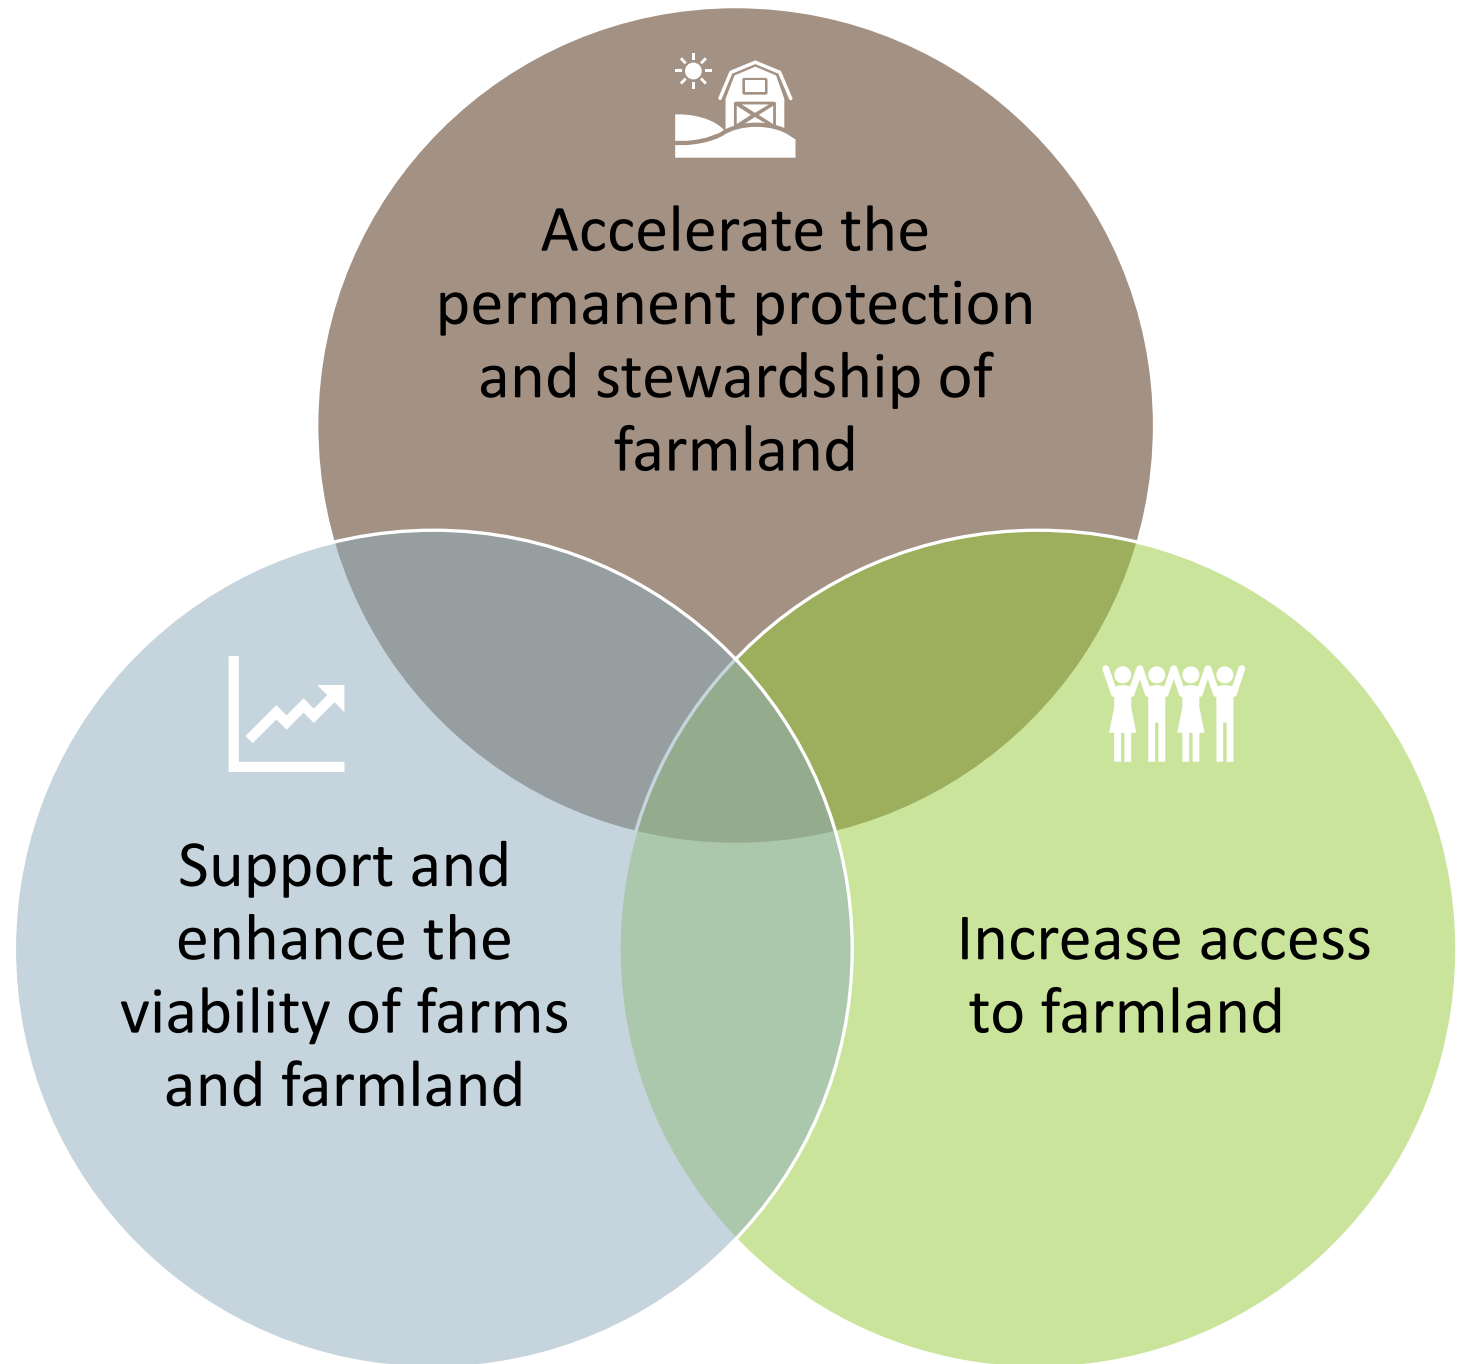 Accelerate the
permanent protection
and stewardship of
farmland
Support and
enhance the
viability of farms
and farmland
Increase access
to farmland